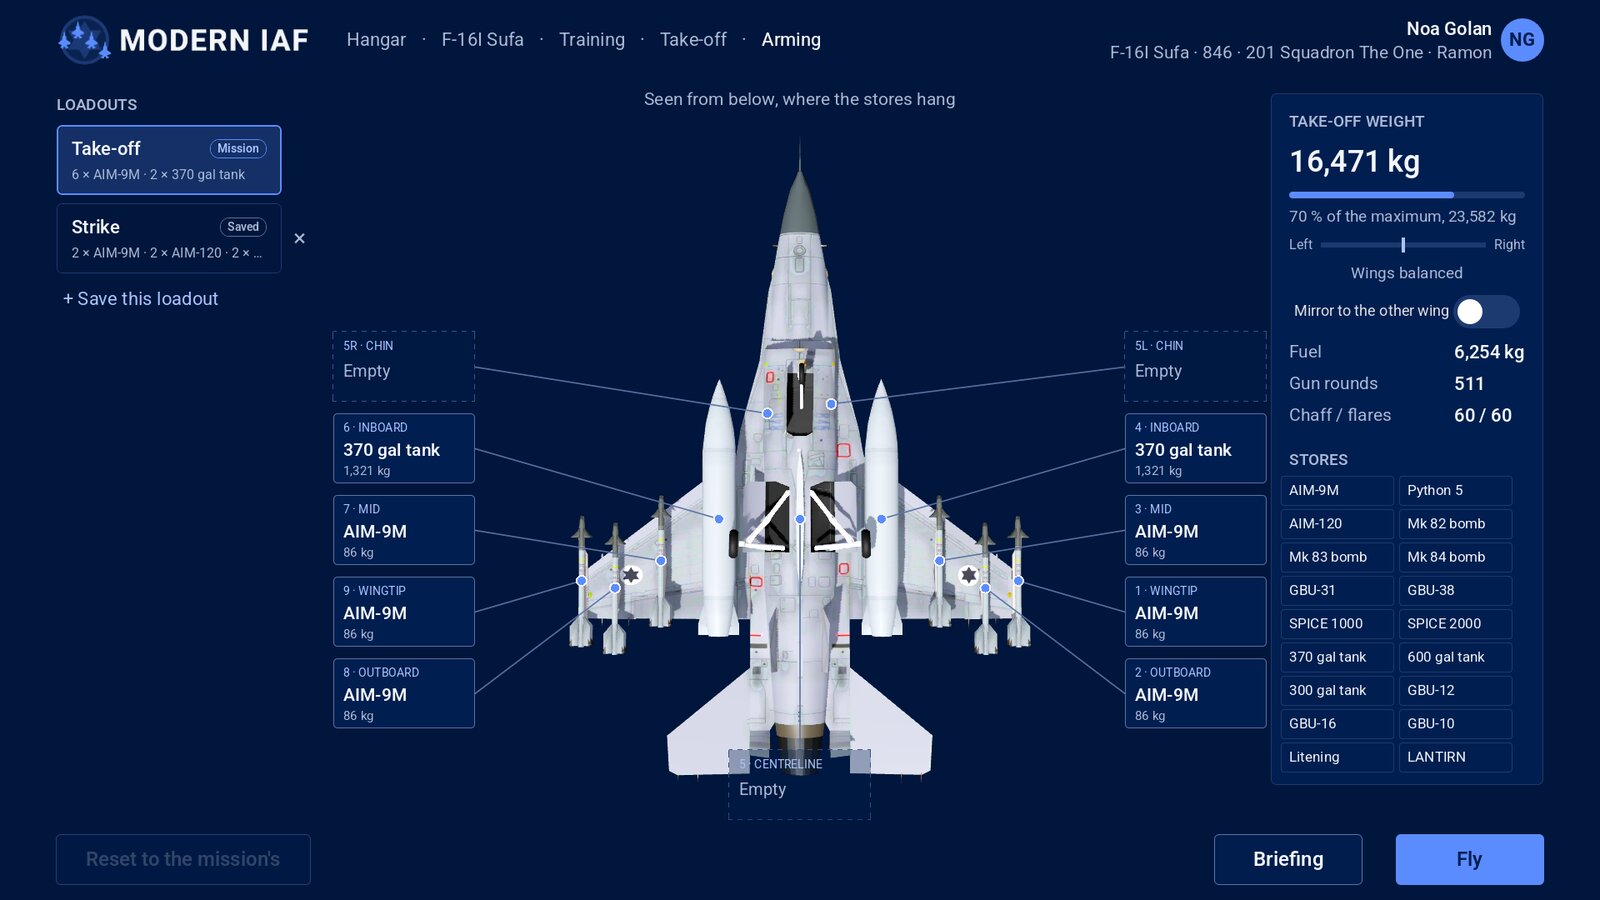 MODERN IAF
Hangar · F-16I Sufa · Training · Take-off · Arming
Noa Golan
F-16I Sufa · 846 · 201 Squadron The One · Ramon
NG
LOADOUTS
Take-off
Mission
6 × AIM-9M · 2 × 370 gal tank
Strike
Saved
2 × AIM-9M · 2 × AIM-120 · 2 × ...
×
+ Save this loadout
Seen from below, where the stores hang
5R · CHIN
Empty
6 · INBOARD
370 gal tank
1,321 kg
7 · MID
AIM-9M
86 kg
9 · WINGTIP
AIM-9M
86 kg
8 · OUTBOARD
AIM-9M
86 kg
5L · CHIN
Empty
4 · INBOARD
370 gal tank
1,321 kg
3 · MID
AIM-9M
86 kg
1 · WINGTIP
AIM-9M
86 kg
2 · OUTBOARD
AIM-9M
86 kg
5 · CENTRELINE
Empty
TAKE-OFF WEIGHT
16,471 kg
70 % of the maximum, 23,582 kg
Left
Right
Wings balanced
Mirror to the other wing
Fuel 6,254 kg
Gun rounds 511
Chaff / flares 60 / 60
STORES
AIM-9M Python 5
AIM-120 Mk 82 bomb
Mk 83 bomb Mk 84 bomb
GBU-31 GBU-38
SPICE 1000 SPICE 2000
370 gal tank 600 gal tank
300 gal tank GBU-12
GBU-16 GBU-10
Litening LANTIRN
Reset to the mission's
Briefing
Fly